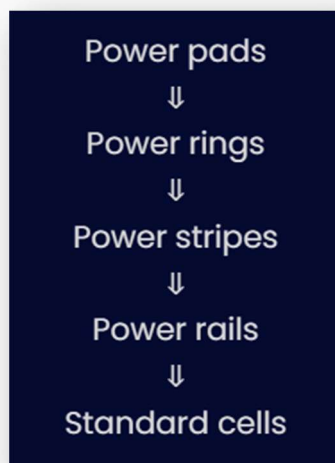 Power pads
⇓
Power rings
⇓
Power stripes
⇓
Power rails
⇓
Standard cells